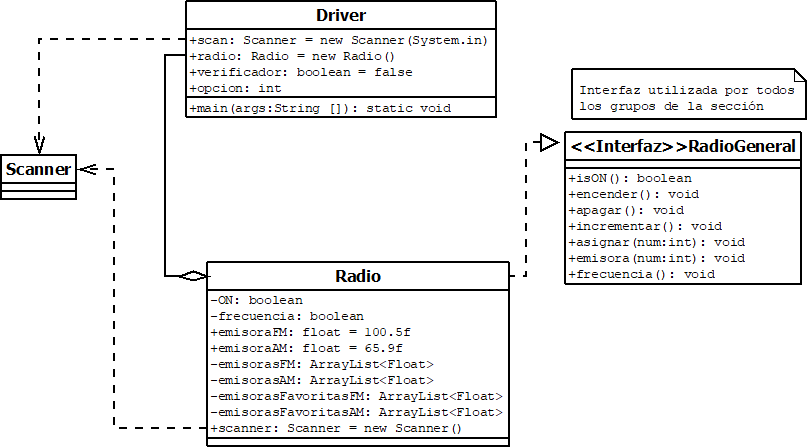 Driver
+scan: Scanner = new Scanner(System.in)
+radio: Radio = new Radio()
+verificador: boolean = false
+opcion: int
+main(args:String []): static void
Interfaz utilizada por todos
los grupos de la sección
Scanner
<<Interfaz>>RadioGeneral
+isON(): boolean
+encender(): void
+apagar(): void
+incrementar(): void
+asignar(num:int): void
+emisora(num:int): void
+frecuencia(): void
Radio
-ON: boolean
-frecuencia: boolean
+emisoraFM: float = 100.5f
+emisoraAM: float = 65.9f
-emisorasFM: ArrayList<Float>
-emisorasAM: ArrayList<Float>
-emisorasFavoritasFM: ArrayList<Float>
-emisorasFavoritasAM: ArrayList<Float>
+scanner: Scanner = new Scanner()